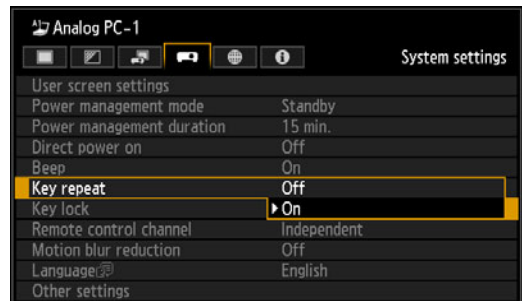 Analog PC-1
System settings
User screen settings
Power management mode Standby
Power management duration 15 min.
Direct power on Off
Beep On
Key repeat Off
Key lock On
Remote control channel Independent
Motion blur reduction Off
Language English
Other settings